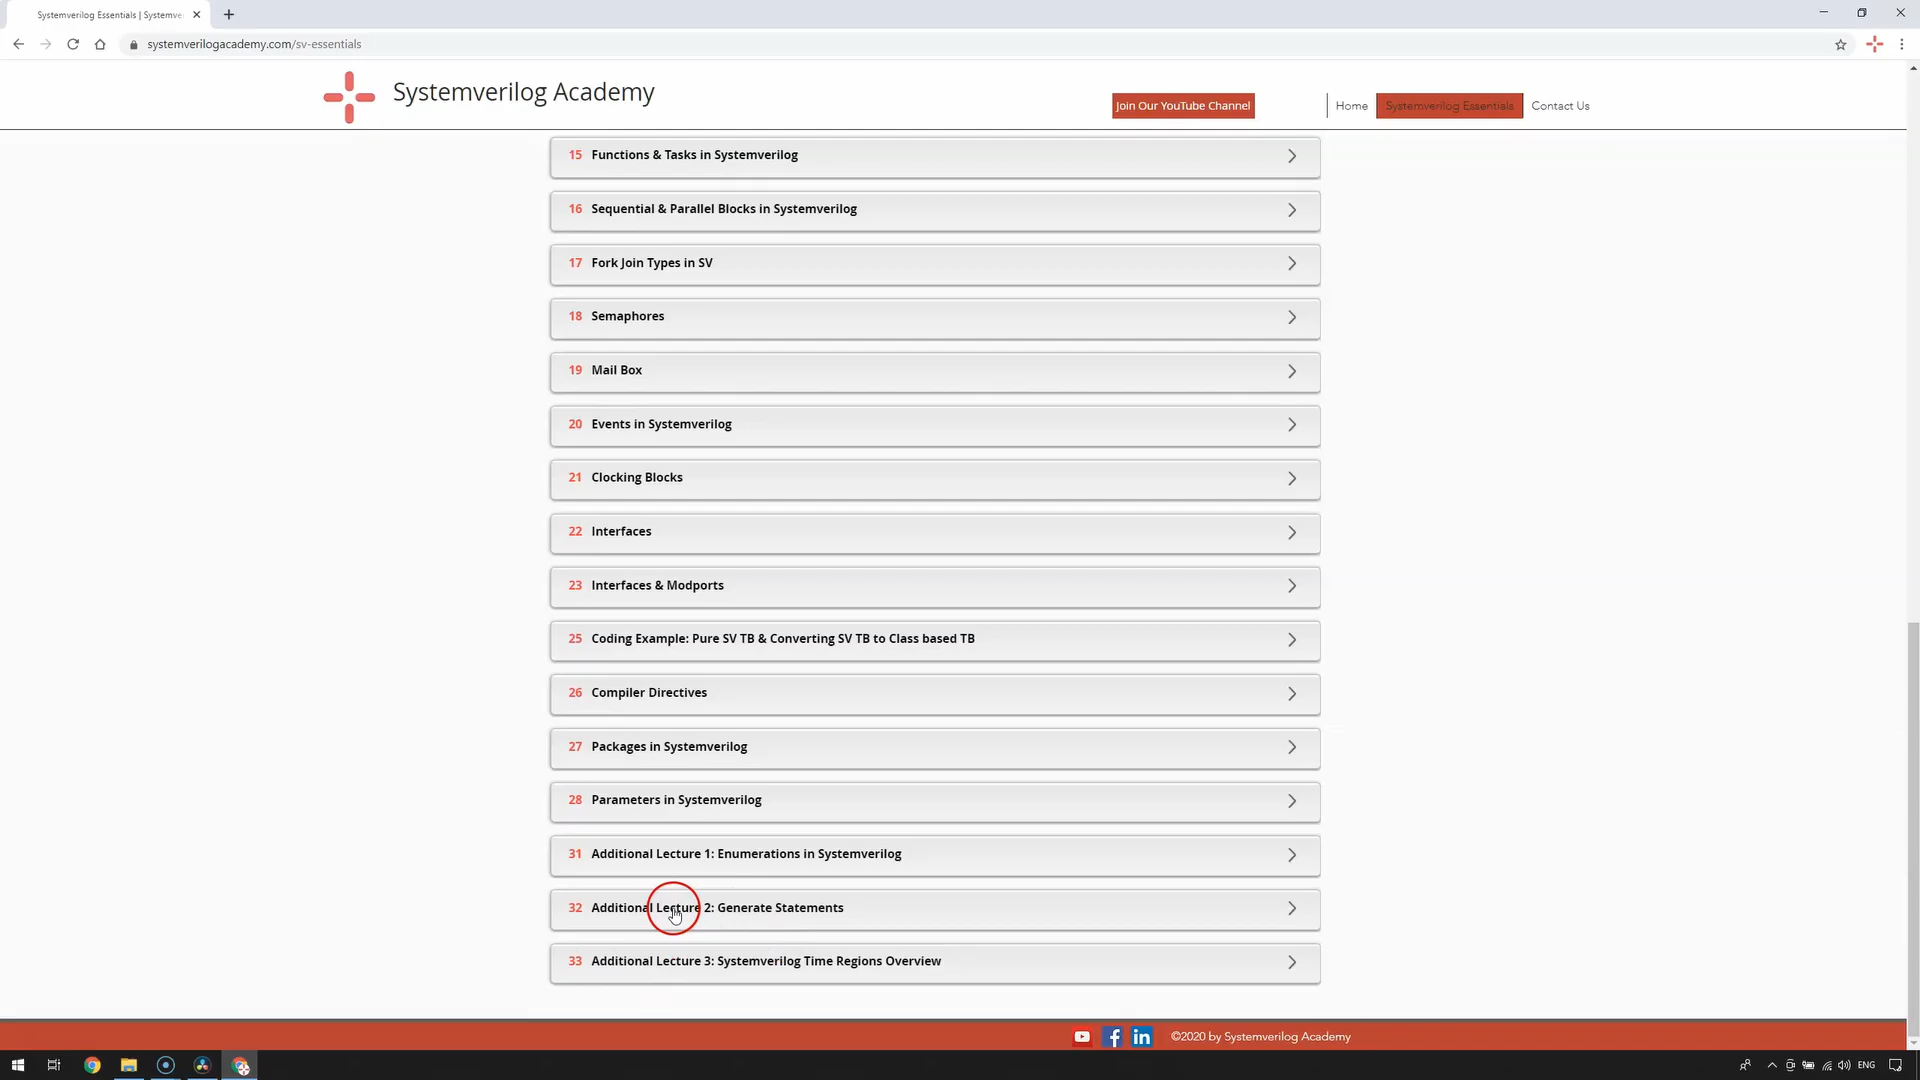 Systemverilog Essentials | Systemve
systemverilogacademy.com/sv-essentials
Systemverilog Academy
Join Our YouTube Channel
Home
Systemverilog Essentials
Contact Us
15 Functions & Tasks in Systemverilog
16 Sequential & Parallel Blocks in Systemverilog
17 Fork Join Types in SV
18 Semaphores
19 Mail Box
20 Events in Systemverilog
21 Clocking Blocks
22 Interfaces
23 Interfaces & Modports
25 Coding Example: Pure SV TB & Converting SV TB to Class based TB
26 Compiler Directives
27 Packages in Systemverilog
28 Parameters in Systemverilog
31 Additional Lecture 1: Enumerations in Systemverilog
32 Additional Lecture 2: Generate Statements
33 Additional Lecture 3: Systemverilog Time Regions Overview
©2020 by Systemverilog Academy
ENG